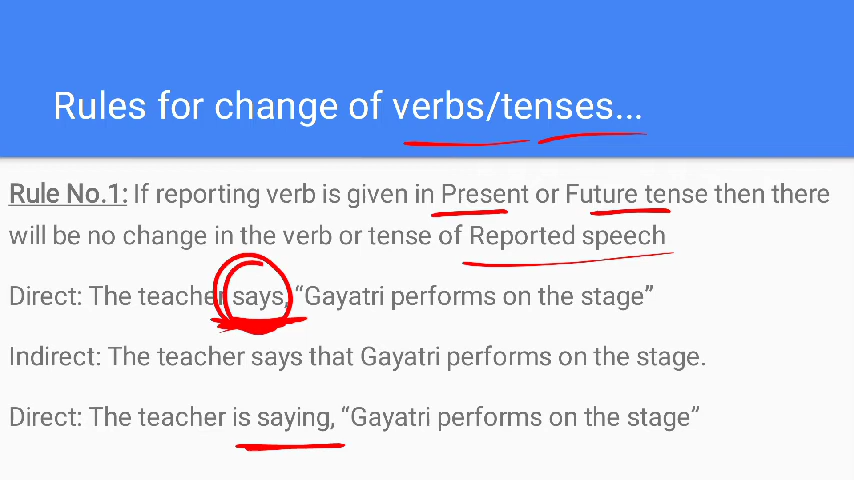 Rules for change of verbs/tenses...
Rule No.1: If reporting verb is given in Present or Future tense then there
will be no change in the verb or tense of Reported speech
Direct: The teacher says, “Gayatri performs on the stage”
Indirect: The teacher says that Gayatri performs on the stage.
Direct: The teacher is saying, “Gayatri performs on the stage”